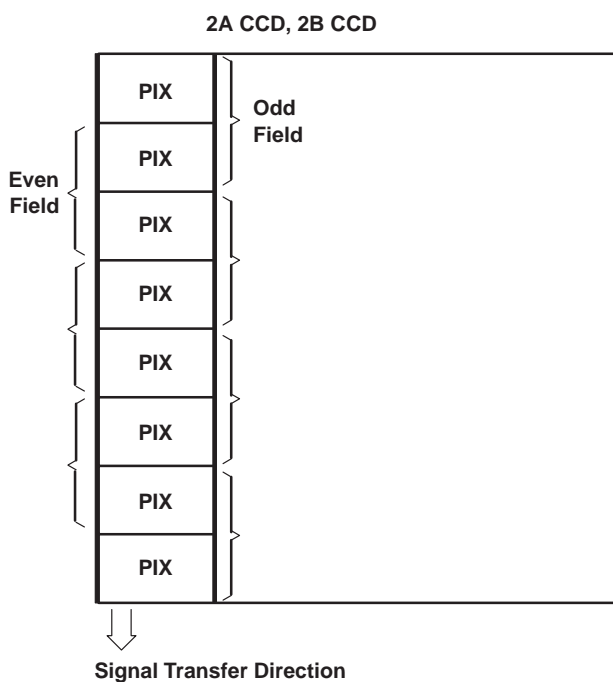 2A CCD, 2B CCD
PIX
Odd
Field
PIX
Even
Field
PIX
PIX
PIX
PIX
PIX
PIX
Signal Transfer Direction